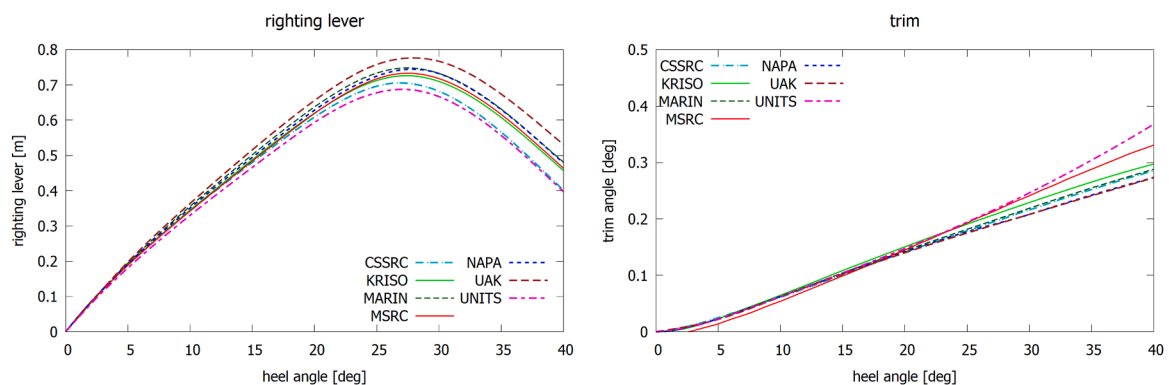 righting lever
0.8
0.7
0.6
0.5
0.4
0.3
0.2
0.1
0
righting lever [m]
CSSRC NAPA
KRISO UAK
MARIN UNITS
MSRC
0 5 10 15 20 25 30 35 40
heel angle [deg]
trim
0.5
0.4
0.3
0.2
0.1
0
trim angle [deg]
CSSRC NAPA
KRISO UAK
MARIN UNITS
MSRC
0 5 10 15 20 25 30 35 40
heel angle [deg]